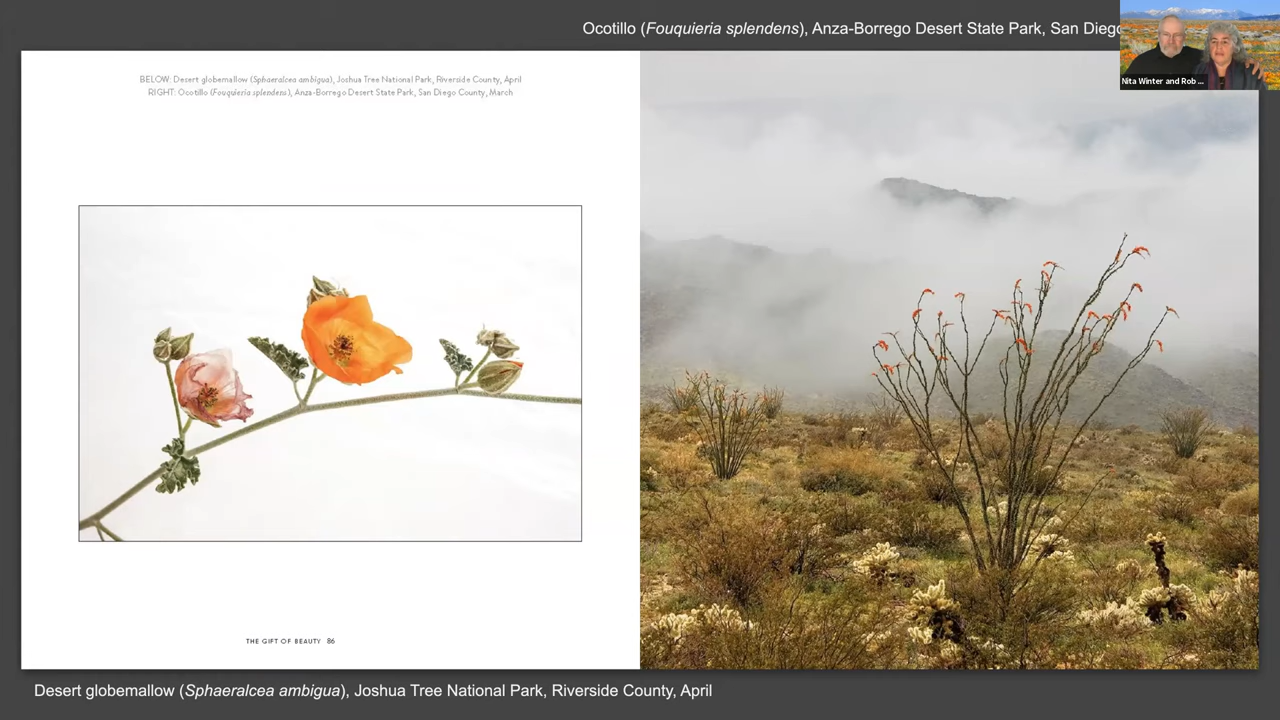 Ocotillo (Fouquieria splendens), Anza-Borrego Desert State Park, San Diego
Nita Winter and Rob ...
BELOW: Desert globemallow (Sphaeralcea ambigua), Joshua Tree National Park, Riverside County, April
RIGHT: Ocotillo (Fouquieria splendens), Anza-Borrego Desert State Park, San Diego County, March
THE GIFT OF BEAUTY 86
Desert globemallow (Sphaeralcea ambigua), Joshua Tree National Park, Riverside County, April